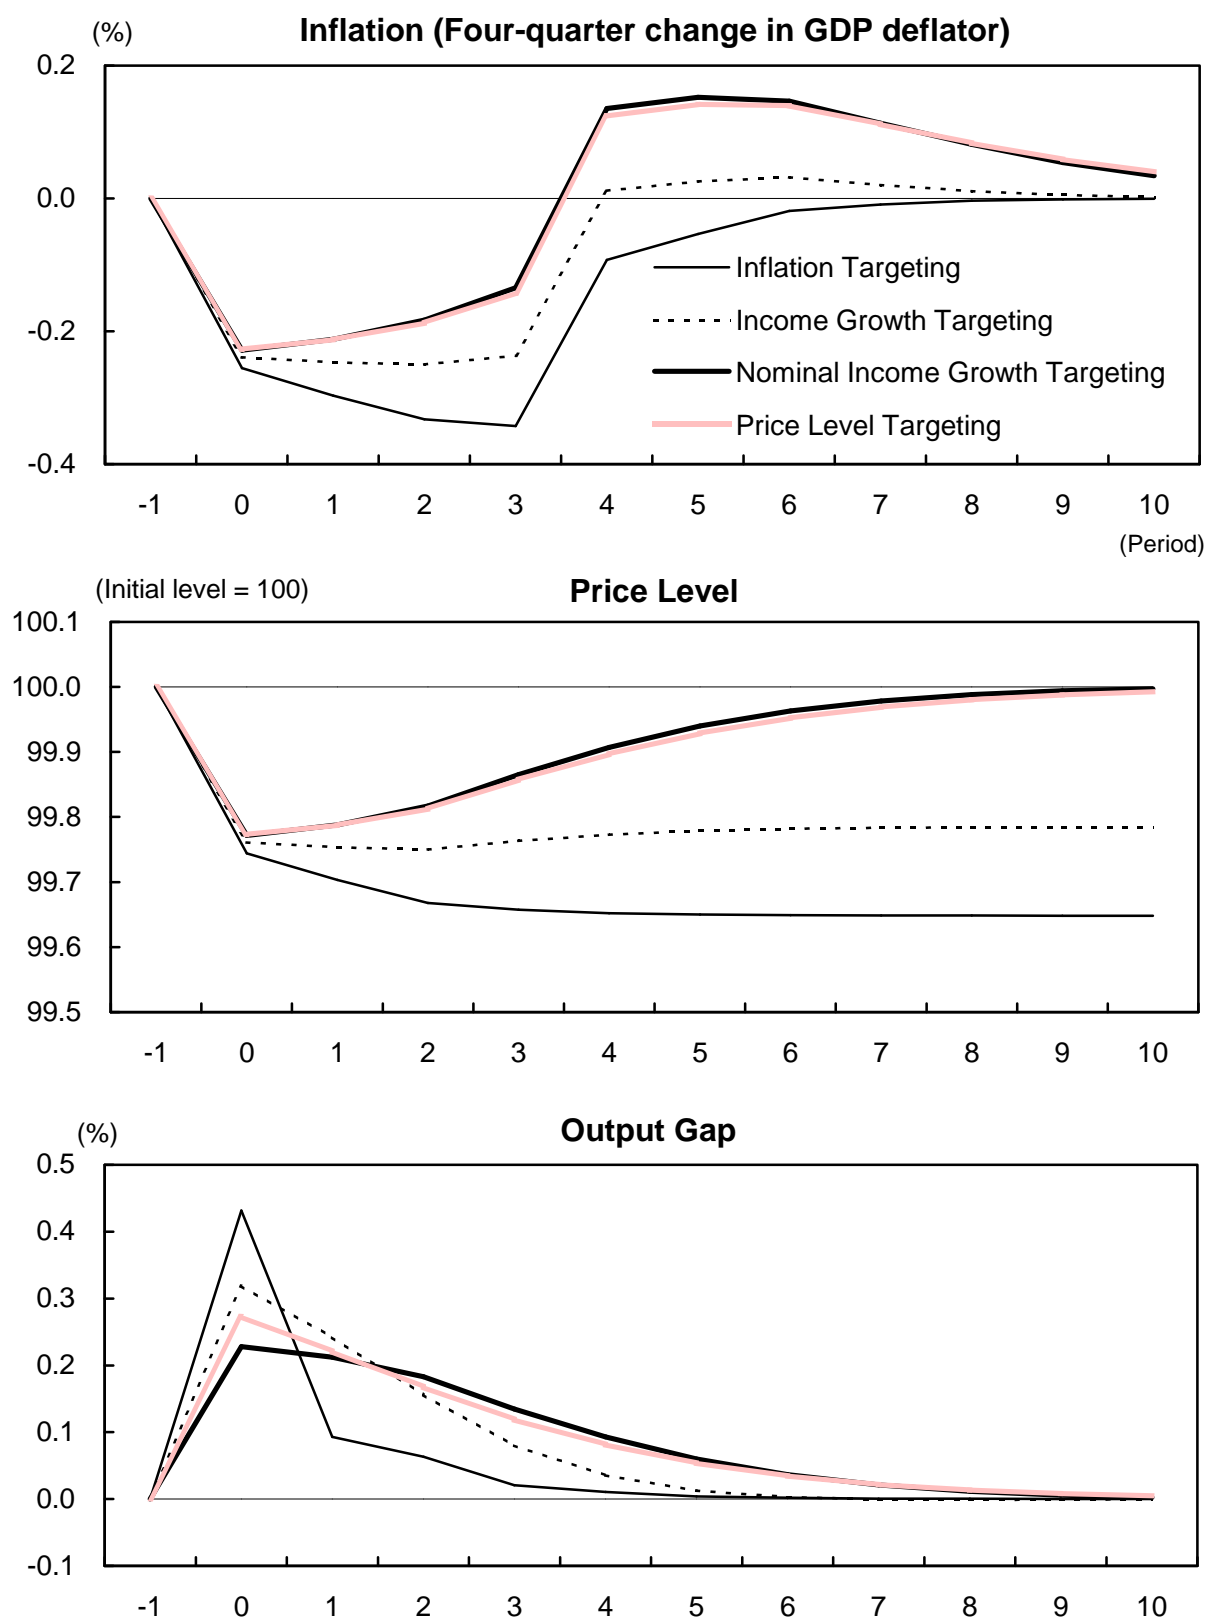 (%) Inflation (Four-quarter change in GDP deflator)
0.2
0.0
Inflation Targeting
-0.2
Income Growth Targeting
Nominal Income Growth Targeting
Price Level Targeting
-0.4
-1 0 1 2 3 4 5 6 7 8 9 10
(Period)
(Initial level = 100) Price Level
100.1
100.0
99.9
99.8
99.7
99.6
99.5
-1 0 1 2 3 4 5 6 7 8 9 10
(%) Output Gap
0.5
0.4
0.3
0.2
0.1
0.0
-0.1
-1 0 1 2 3 4 5 6 7 8 9 10